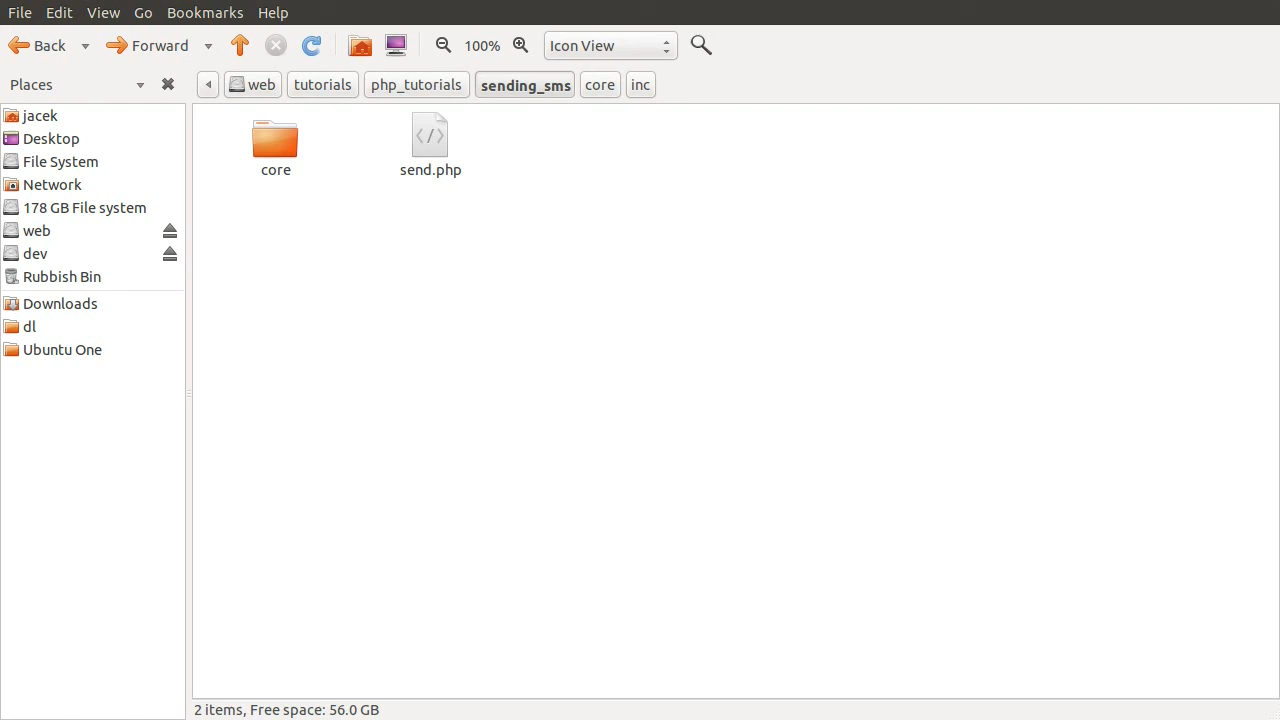 File Edit View Go Bookmarks Help
Back Forward 100% Icon View
Places web tutorials php_tutorials sending_sms core inc
jacek
Desktop
File System
Network
178 GB File system
web
dev
Rubbish Bin
Downloads
dl
Ubuntu One
core send.php
2 items, Free space: 56.0 GB